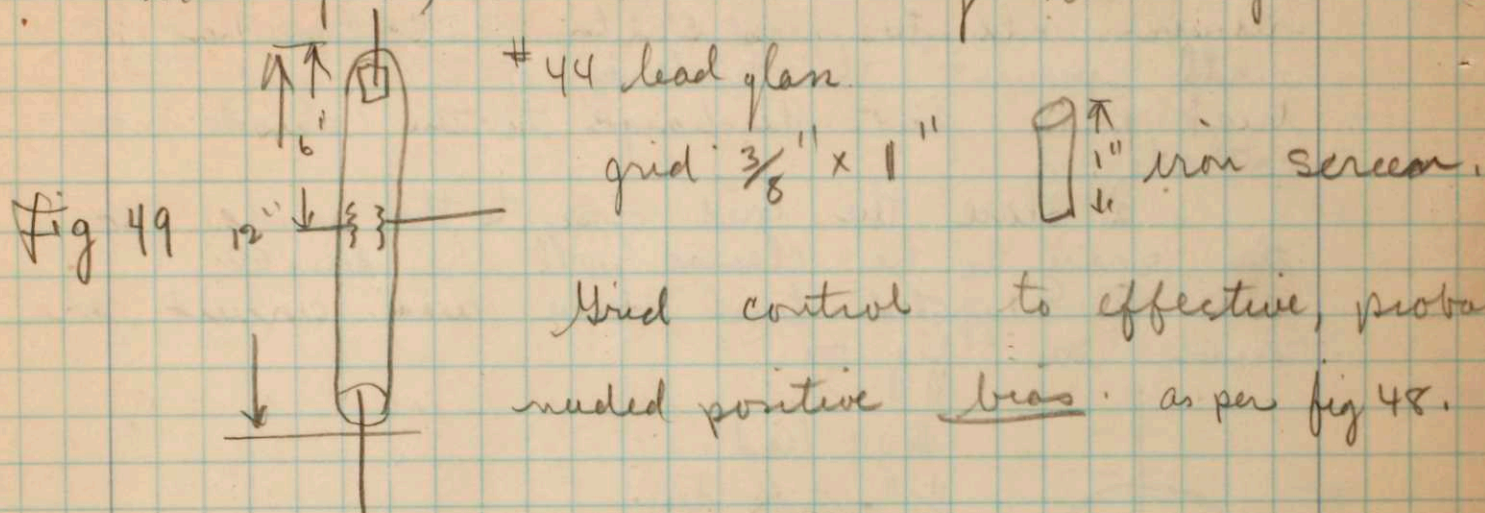 # 44 lead glass.
6'
grid 3/8" x 1"
1" iron screen.
Fig 49 12"
Grid control to effective, proba
needed positive bias. as per fig 48.